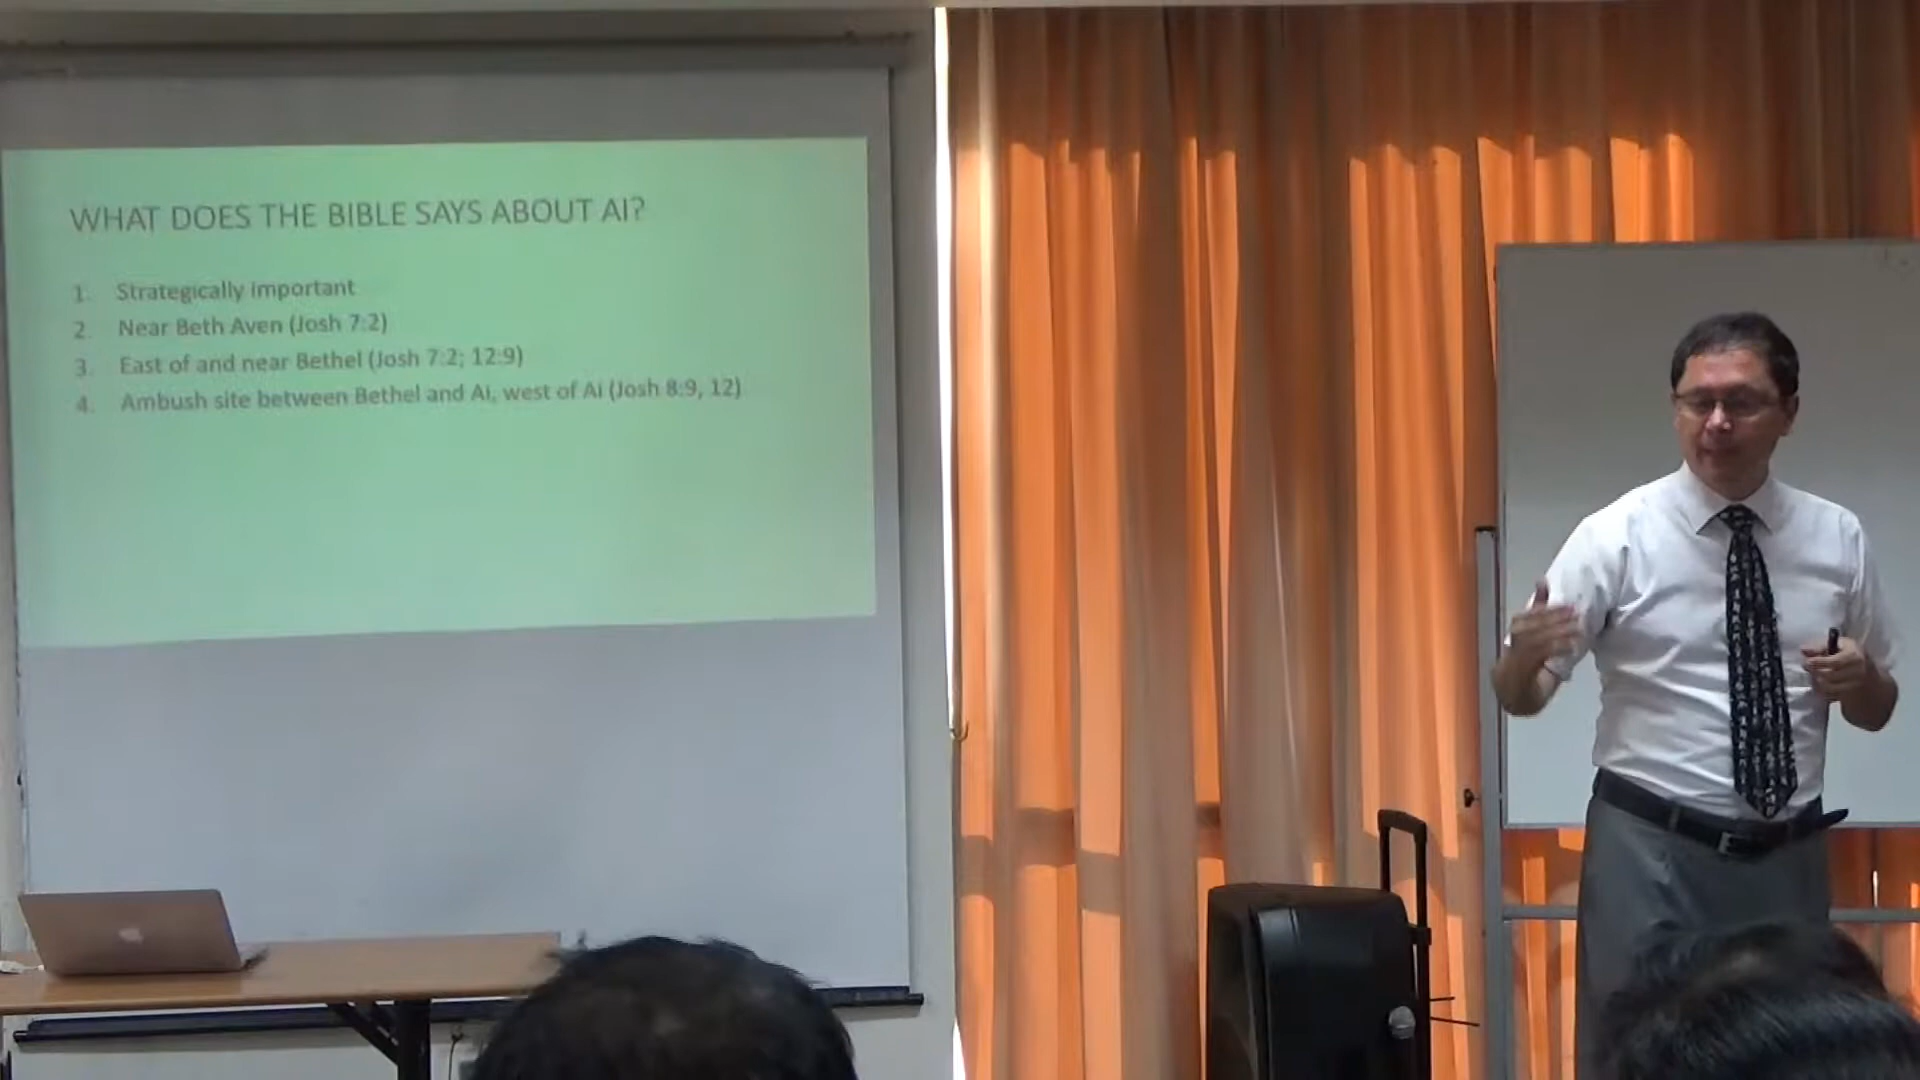 WHAT DOES THE BIBLE SAYS ABOUT AI?
1. Strategically important
2. Near Beth Aven (Josh 7:2)
3. East of and near Bethel (Josh 7:2; 12:9)
4. Ambush site between Bethel and Ai, west of Ai (Josh 8:9, 12)